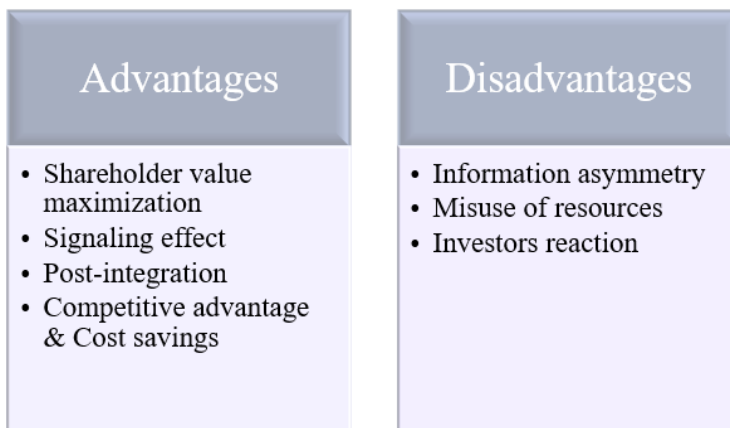 Advantages
• Shareholder value
maximization
• Signaling effect
• Post-integration
• Competitive advantage
& Cost savings
Disadvantages
• Information asymmetry
• Misuse of resources
• Investors reaction